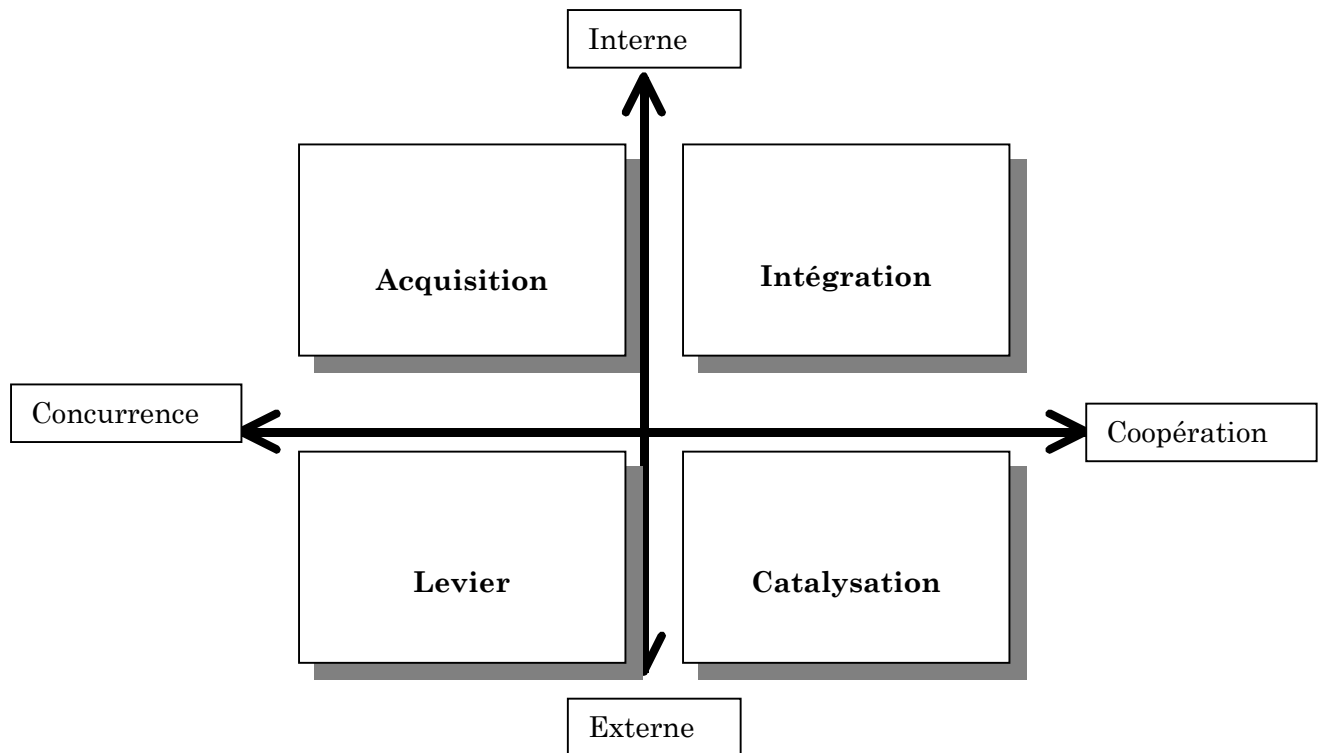 Interne
Acquisition
Intégration
Concurrence
Coopération
Levier
Catalysation
Externe